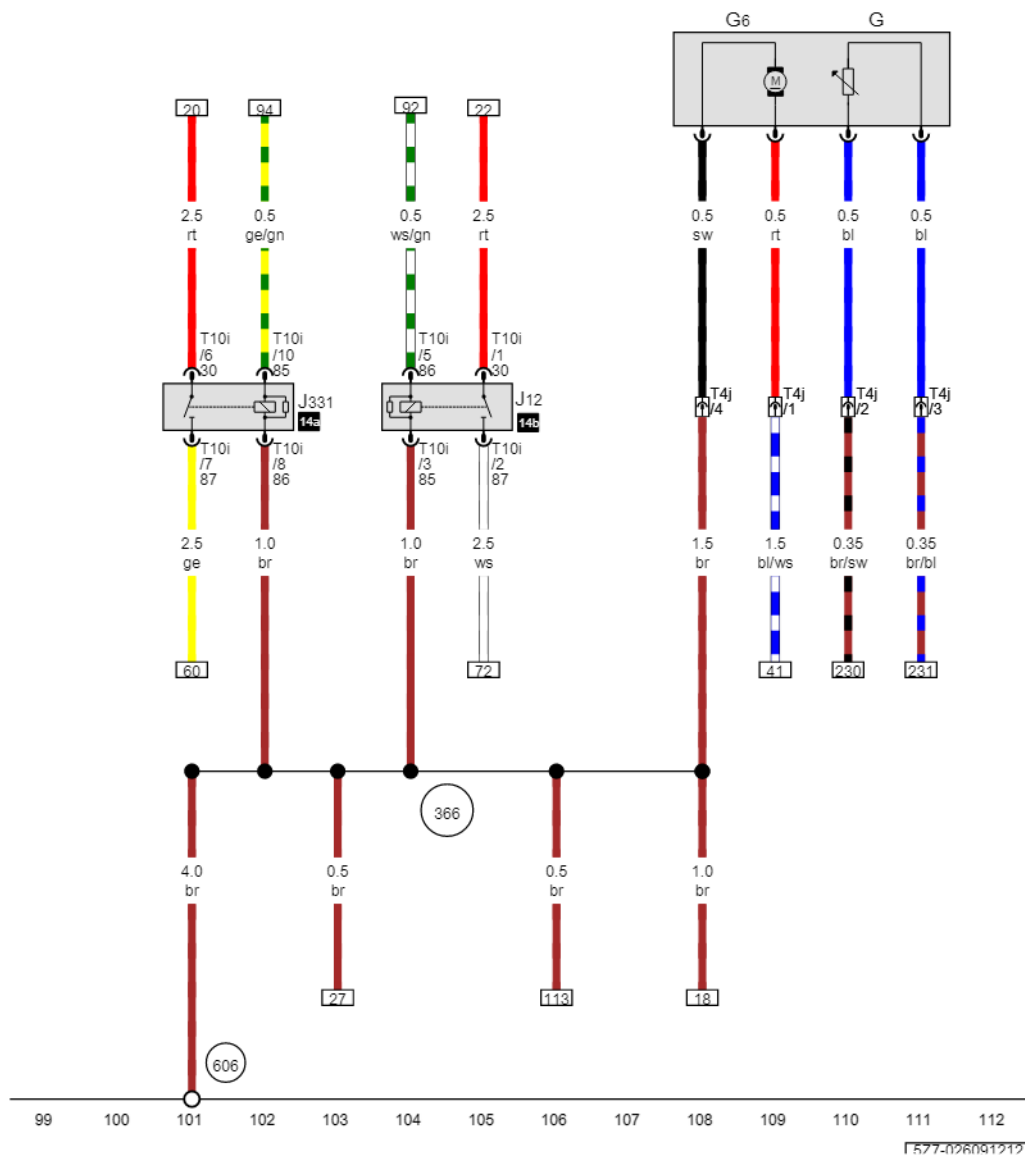 G6 G
M
20 94 92 22
2.5 0.5 0.5 2.5 0.5 0.5 0.5 0.5
rt ge/gn ws/gn rt sw rt bl bl
T10i T10i T10i T10i
/6 /10 /5 /1
30 85 86 30
T4j T4j T4j T4j
/4 /1 /2 /3
J331 J12
14a 14b
T10i T10i T10i T10i
/7 /8 /3 /2
87 86 85 87
2.5 1.0 1.0 2.5 1.5 1.5 0.35 0.35
ge br br ws br bl/ws br/sw br/bl
60 72 41 230 231
366
4.0 0.5 0.5 1.0
br br br br
27 113 18
606
99 100 101 102 103 104 105 106 107 108 109 110 111 112
577-026091212